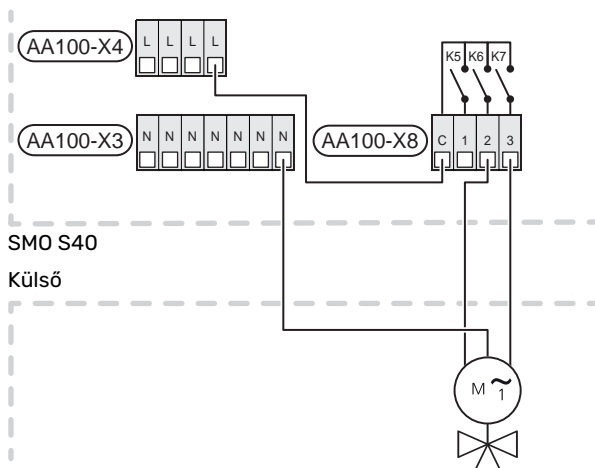 AA100-X4 L L L L
K5 K6 K7
AA100-X3 N N N N N N N
AA100-X8 C 1 2 3
SMO S40
Külső
M ~ 1